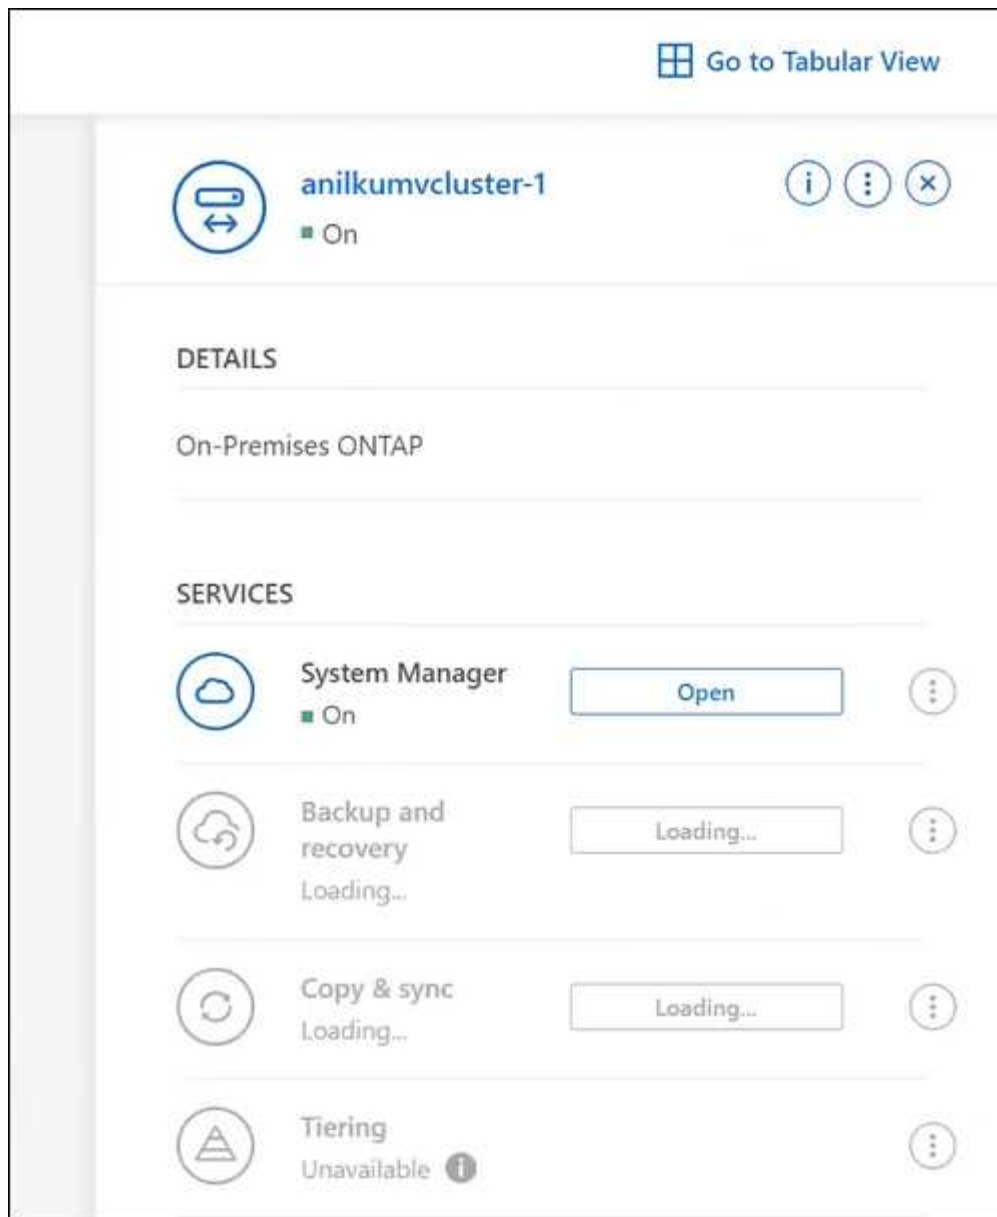 Go to Tabular View
anilkumvcluster-1
On
DETAILS
On-Premises ONTAP
SERVICES
System Manager
Open
On
Backup and
recovery
Loading...
Loading...
Copy & sync
Loading...
Loading...
Tiering
Unavailable